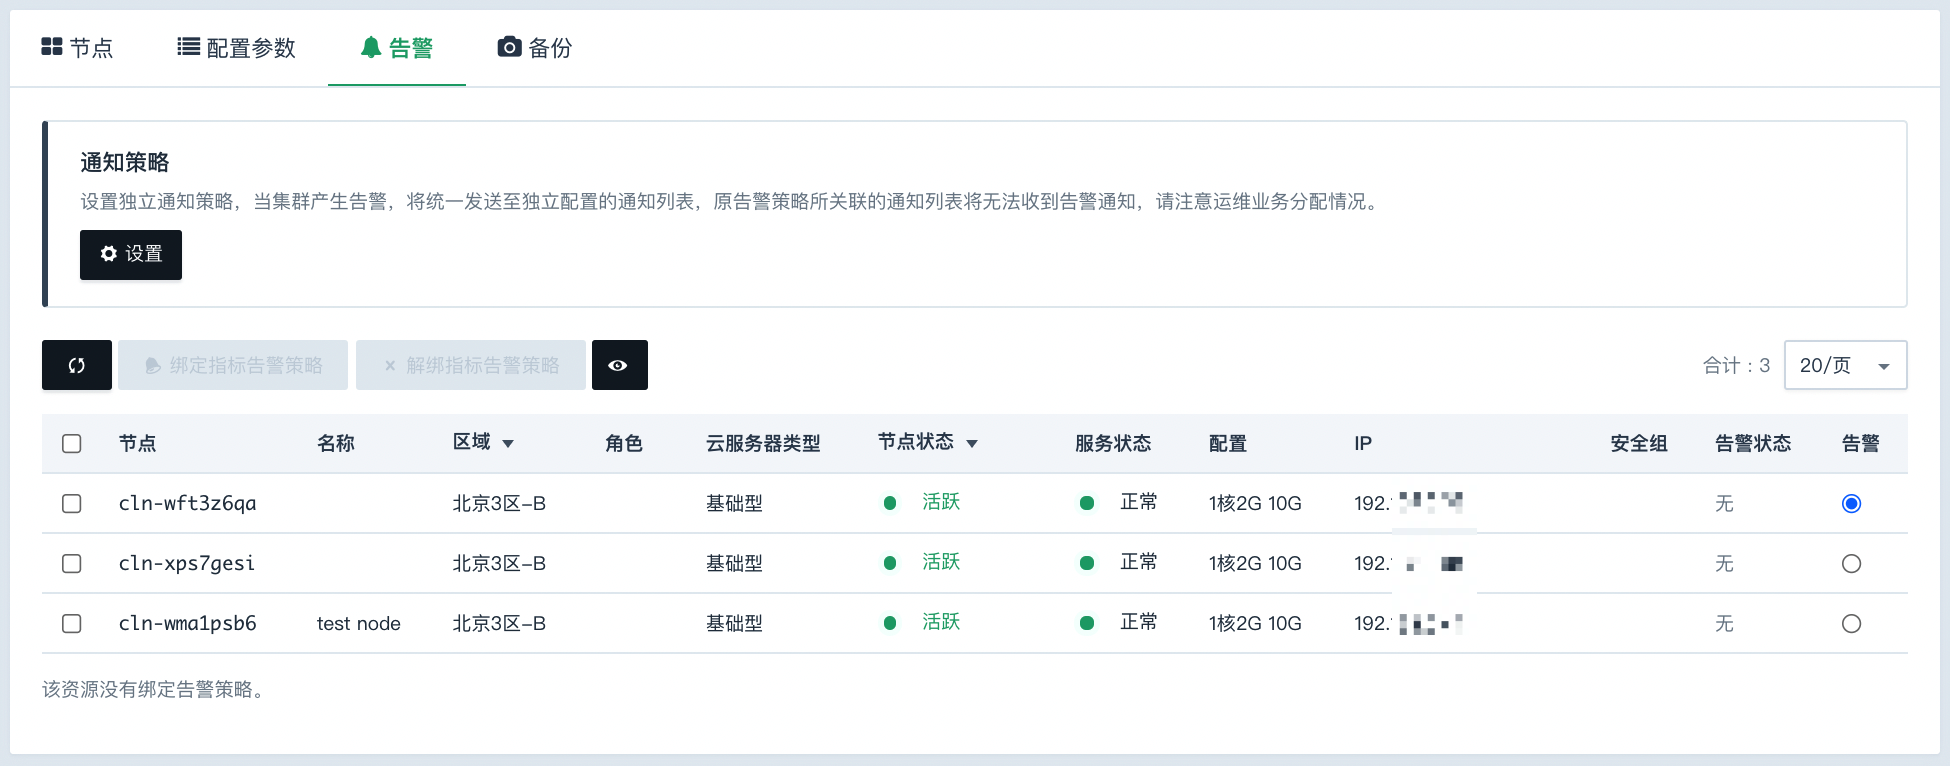 节点 配置参数 告警 备份
通知策略
设置独立通知策略，当集群产生告警，将统一发送至独立配置的通知列表，原告警策略所关联的通知列表将无法收到告警通知，请注意运维业务分配情况。
设置
绑定指标告警策略 解绑指标告警策略 合计：3 20/页
节点 名称 区域 角色 云服务器类型 节点状态 服务状态 配置 IP 安全组 告警状态 告警
cln-wft3z6qa 北京3区-B 基础型 活跃 正常 1核2G 10G 192. 无
cln-xps7gesi 北京3区-B 基础型 活跃 正常 1核2G 10G 192. 无
cln-wma1psb6 test node 北京3区-B 基础型 活跃 正常 1核2G 10G 192. 无
该资源没有绑定告警策略。